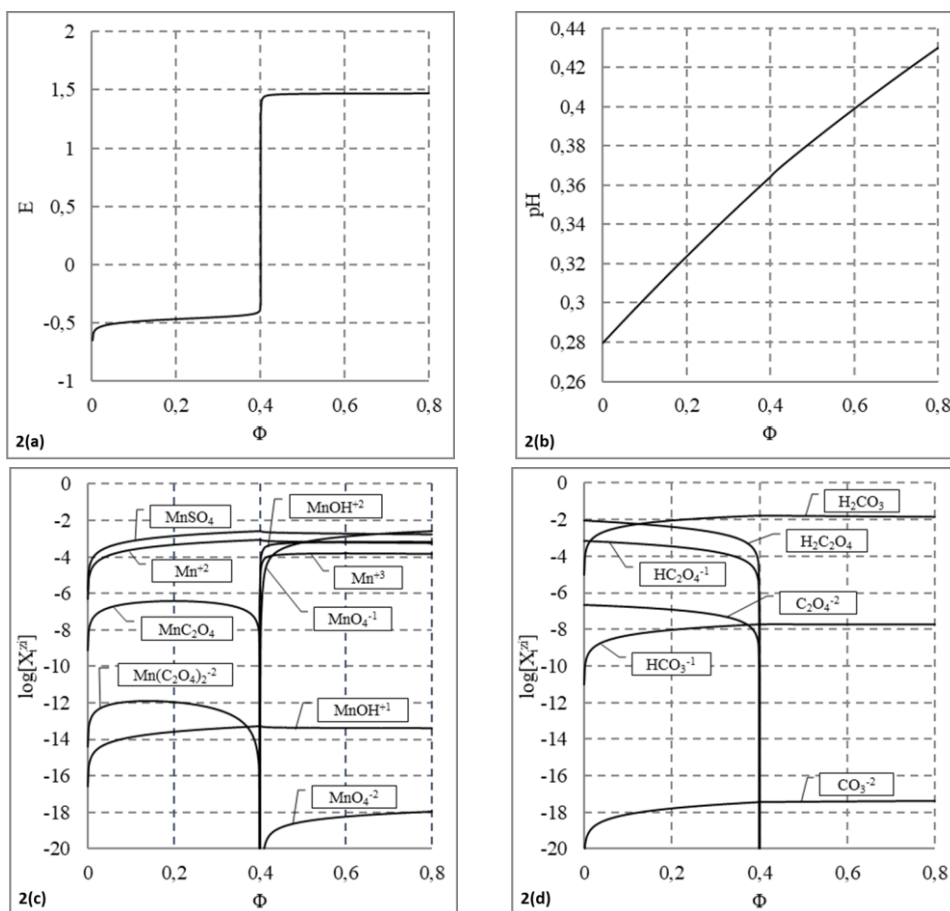 2
1,5
1
0,5
0
-0,5
-1
E
0
0,2
0,4
0,6
0,8
Φ
2(a)
0,44
0,42
0,4
0,38
0,36
0,34
0,32
0,3
0,28
0,26
pH
0
0,2
0,4
0,6
0,8
Φ
2(b)
0
-2
-4
-6
-8
-10
-12
-14
-16
-18
-20
log[Xᵢᶻⁱ]
MnSO₄
Mn⁺²
MnC₂O₄
Mn(C₂O₄)₂⁻²
MnOH⁺²
Mn⁺³
MnO₄⁻¹
MnOH⁺¹
MnO₄⁻²
0
0,2
0,4
0,6
0,8
Φ
2(c)
0
-2
-4
-6
-8
-10
-12
-14
-16
-18
-20
log[Xᵢᶻⁱ]
H₂CO₃
H₂C₂O₄
HC₂O₄⁻¹
C₂O₄⁻²
HCO₃⁻¹
CO₃⁻²
0
0,2
0,4
0,6
0,8
Φ
2(d)